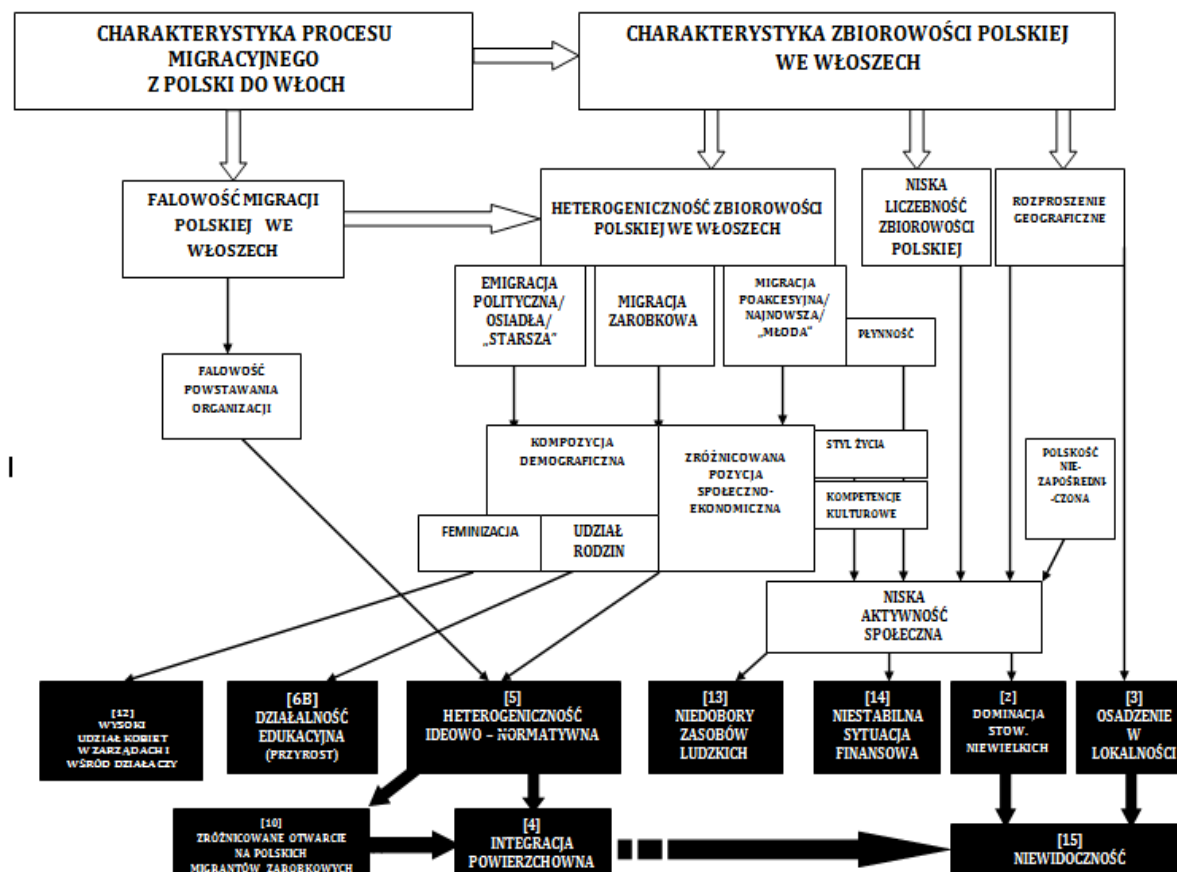 CHARAKTERYSTYKA PROCESU
MIGRACYJNEGO
Z POLSKI DO WŁOCH
CHARAKTERYSTYKA ZBIOROWOŚCI POLSKIEJ
WE WŁOSZECH
FALOWOŚĆ MIGRACJI
POLSKIEJ WE
WŁOSZECH
HETEROGENICZNOŚĆ ZBIOROWOŚCI
POLSKIEJ WE WŁOSZECH
NISKA
LICZEBNOŚĆ
ZBIOROWOŚCI
POLSKIEJ
ROZPROSZENIE
GEOGRAFICZNE
EMIGRACJA
POLITYCZNA/
OSIADŁA/
„STARSZA”
MIGRACJA
ZAROBKOWA
MIGRACJA
POAKCESYJNA/
NAJNOWSZA/
„MŁODA”
PŁYNNOŚĆ
FALOWOŚĆ
POWSTAWANIA
ORGANIZACJI
KOMPOZYCJA
DEMOGRAFICZNA
ZRÓŻNICOWANA
POZYCJA
SPOŁECZNO-
EKONOMICZNA
STYL ŻYCIA
KOMPETENCJE
KULTUROWE
POLSKOŚĆ
NIE-
ZAPOŚREDNI-
-CZONA
FEMINIZACJA
UDZIAŁ
RODZIN
NISKA
AKTYWNOŚĆ
SPOŁECZNA
[12]
WYSOKI
UDZIAŁ KOBIET
W ZARZĄDACH I
WŚRÓD DZIAŁACZY
[6B]
DZIAŁALNOŚĆ
EDUKACYJNA
(PRZYROST)
[5]
HETEROGENICZNOŚĆ
IDEOWO – NORMATYWNA
[13]
NIEDOBORY
ZASOBÓW
LUDZKICH
[14]
NIESTABILNA
SYTUACJA
FINANSOWA
[2]
DOMINACJA
STOW.
NIEWIELKICH
[3]
OSADZENIE
W
LOKALNOŚCI
[10]
ZRÓŻNICOWANE OTWARCIE
NA POLSKICH
MIGRANTÓW ZAROBKOWYCH
[4]
INTEGRACJA
POWIERZCHOWNA
[15]
NIEWIDOCZNOŚĆ